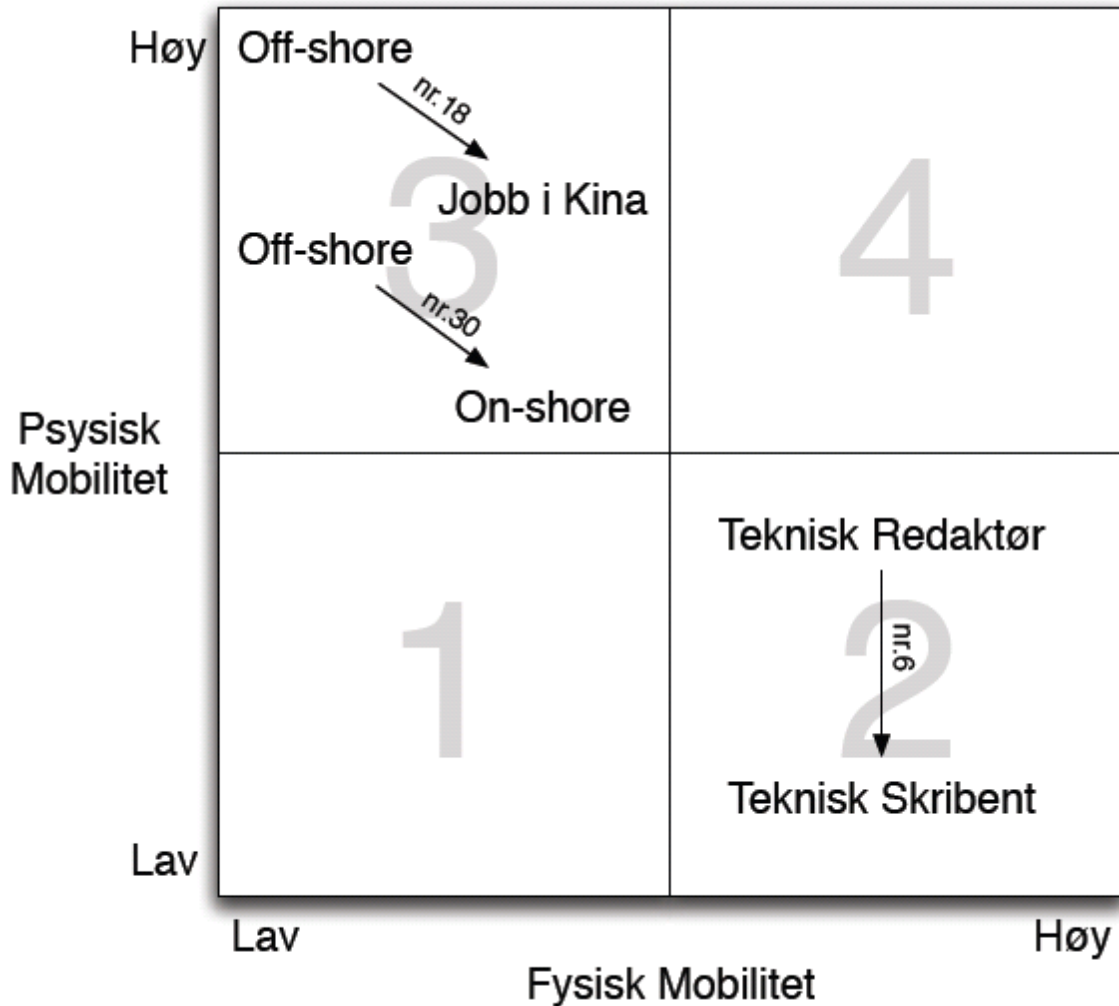 Høy
Off-shore
nr.18
Jobb i Kina
3
4
Off-shore
nr.30
On-shore
Psysisk
Mobilitet
Teknisk Redaktør
1
2
nr.6
Teknisk Skribent
Lav
Lav
Høy
Fysisk Mobilitet